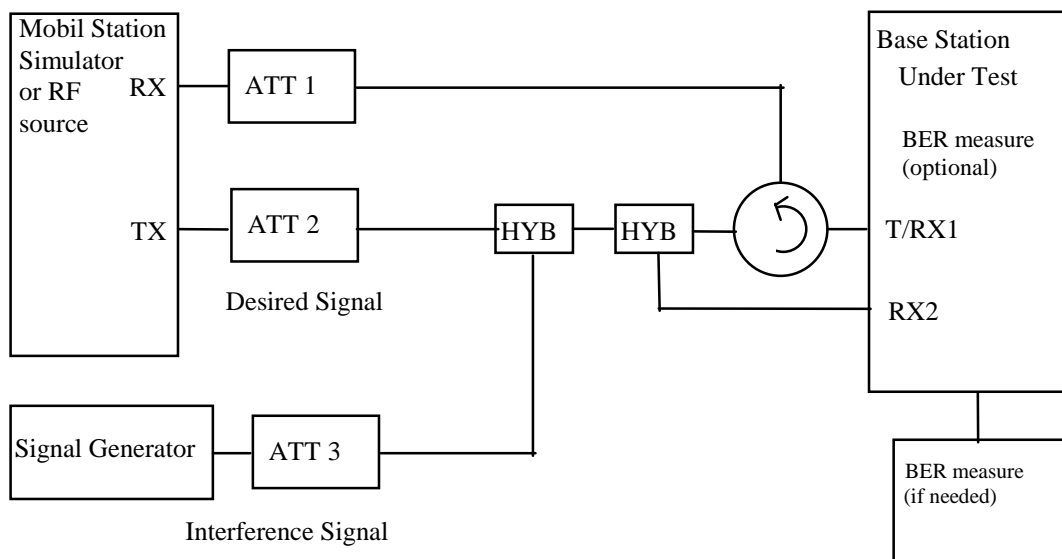 Mobil Station
Simulator
or RF
source
RX
TX
ATT 1
ATT 2
Desired Signal
HYB
HYB
Signal Generator
ATT 3
Interference Signal
Base Station
Under Test
BER measure
(optional)
T/RX1
RX2
BER measure
(if needed)